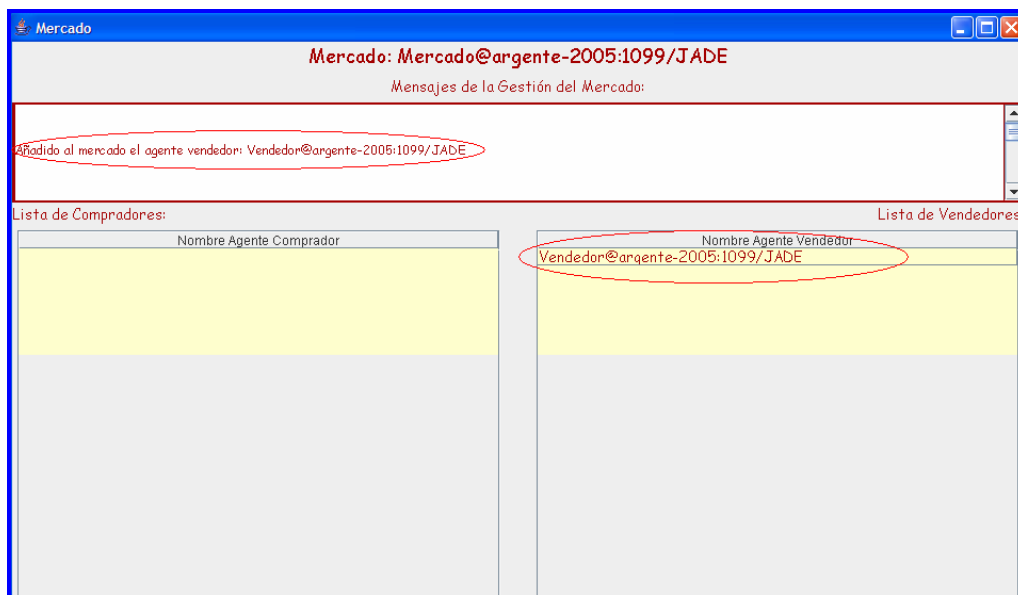 Mercado
Mercado: Mercado@argente-2005:1099/JADE
Mensajes de la Gestión del Mercado:
Añadido al mercado el agente vendedor: Vendedor@argente-2005:1099/JADE
Lista de Compradores:
Lista de Vendedores
Nombre Agente Comprador
Nombre Agente Vendedor
Vendedor@argente-2005:1099/JADE